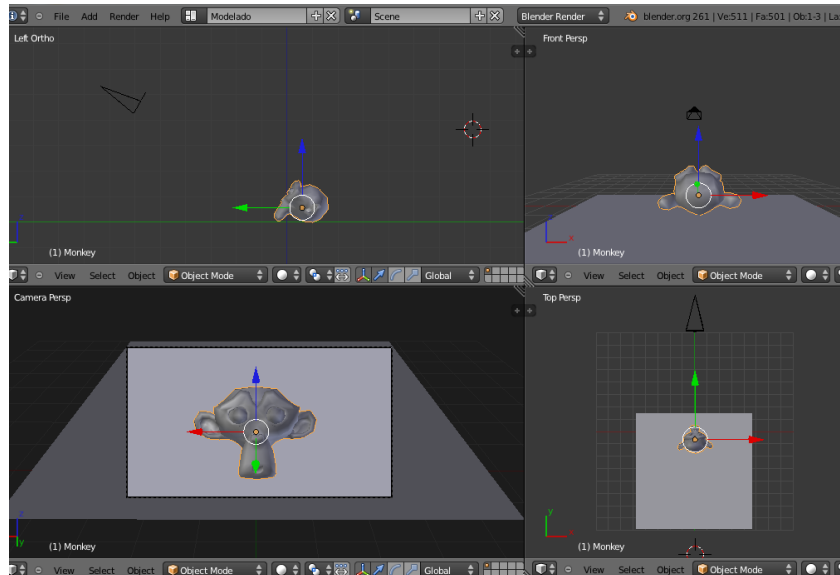 File Add Render Help Modelado Scene Blender Render blender.org 261 | Ve:511 | Fa:501 | Ob:1-3 | La:
Left Ortho
Front Persp
(1) Monkey
z
x
(1) Monkey
View Select Object Object Mode Global
View Select Object Object Mode
Camera Persp
Top Persp
z
y
(1) Monkey
y
x
(1) Monkey
View Select Object Object Mode Global
View Select Object Object Mode